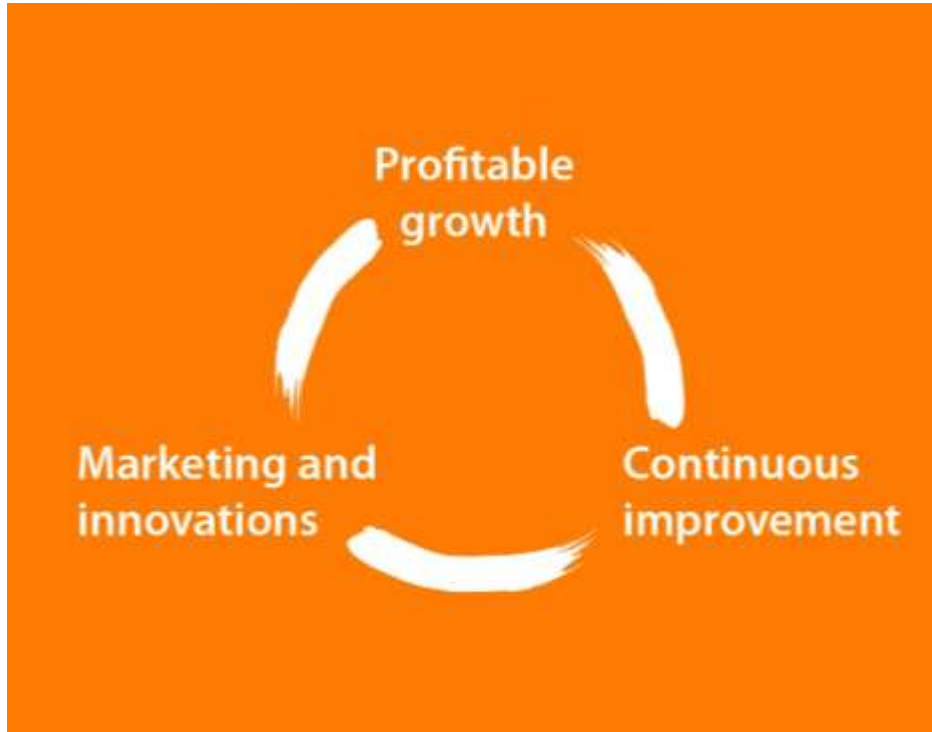 Profitable
growth
Marketing and
innovations
Continuous
improvement